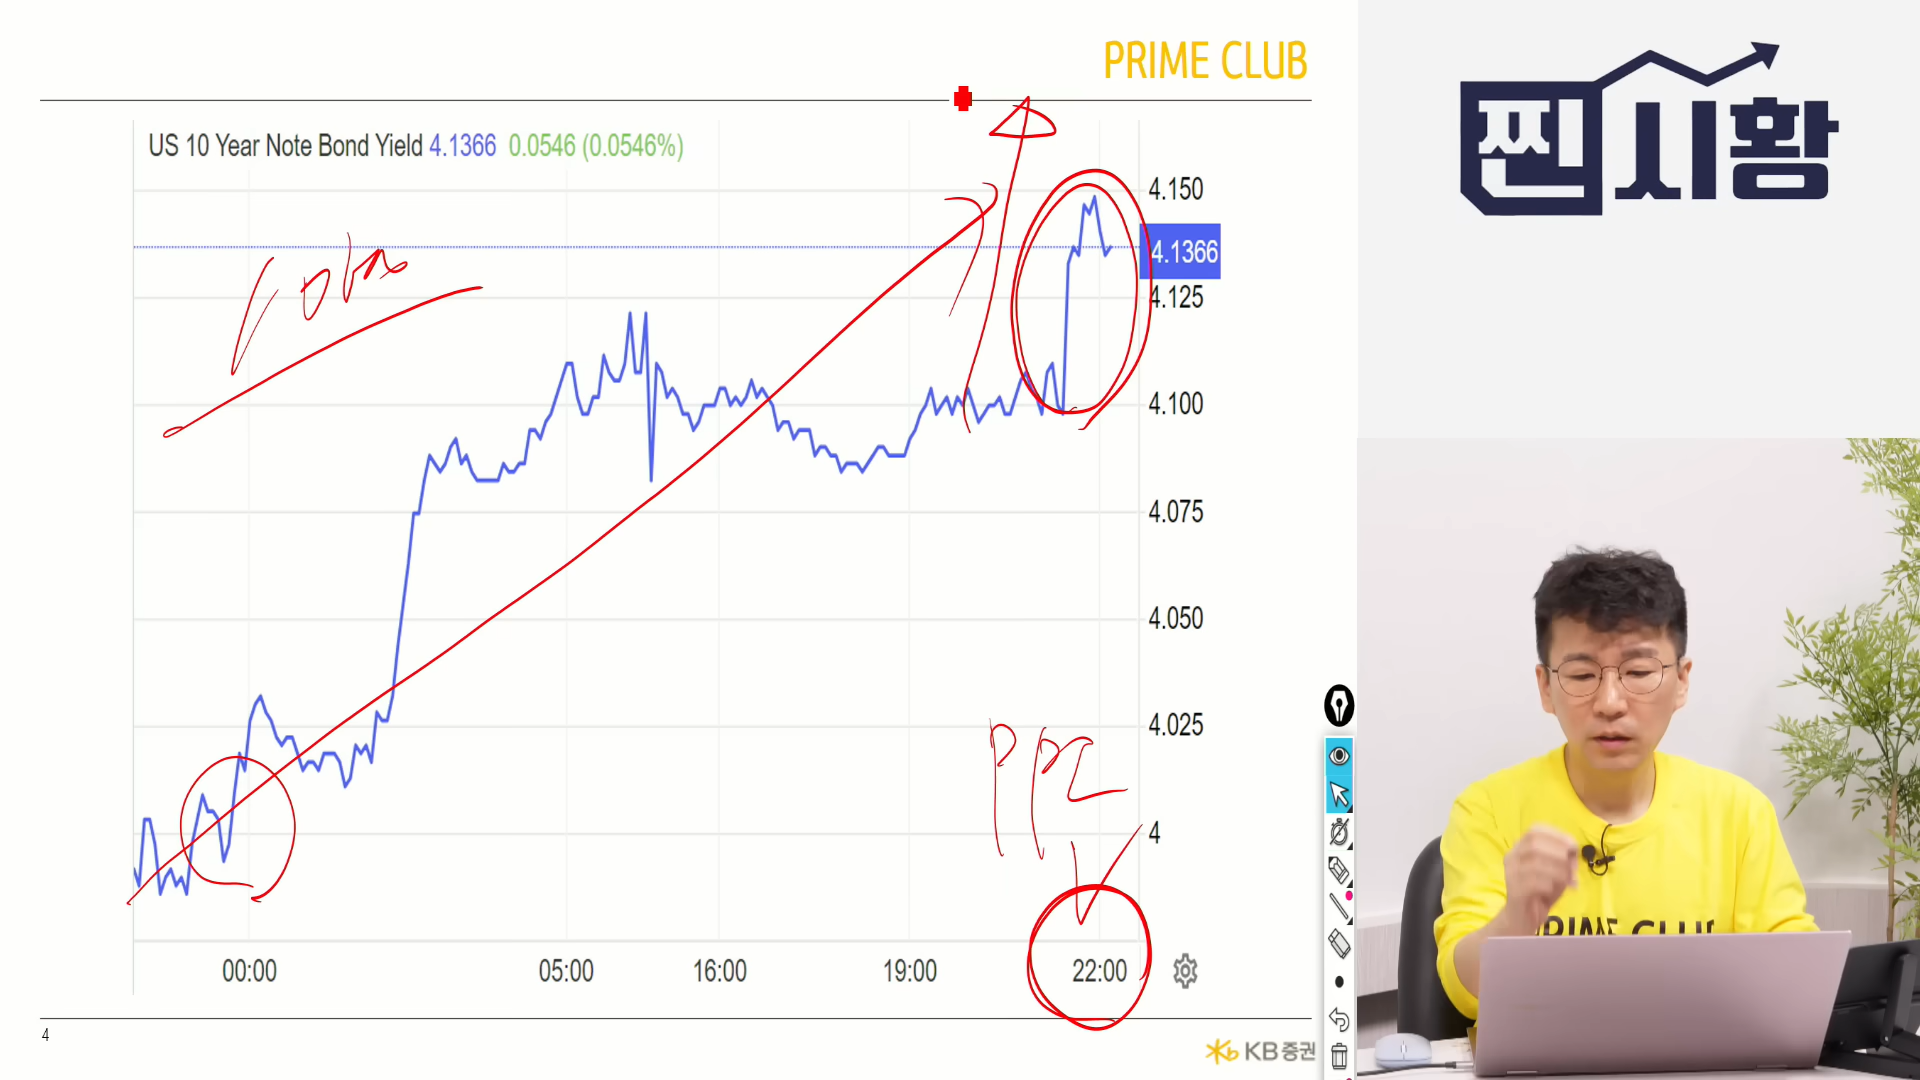 PRIME CLUB
찐시황
US 10 Year Note Bond Yield 4.1366 0.0546 (0.0546%)
4.150
4.1366
4.125
4.100
4.075
4.050
4.025
4
PPI
00:00 05:00 16:00 19:00 22:00
PRIME CLUB
4
KB증권